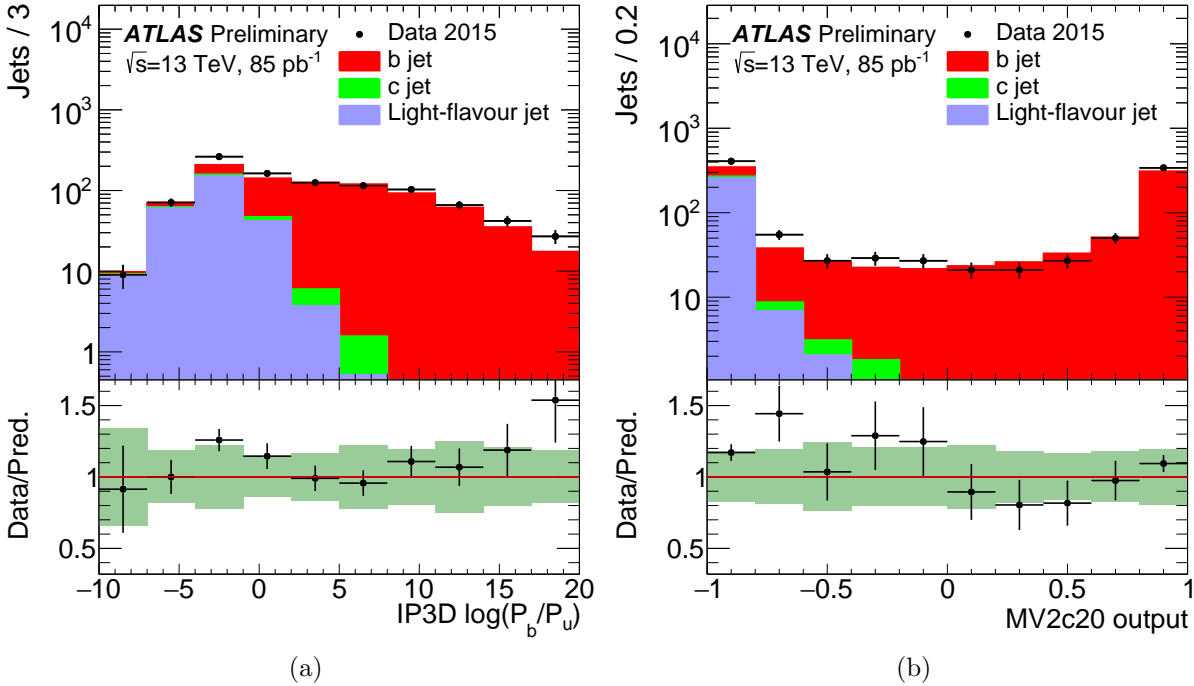 Jets / 3
ATLAS Preliminary
√s=13 TeV, 85 pb⁻¹
Data 2015
b jet
c jet
Light-flavour jet
10⁴
10³
10²
10
1
Data/Pred.
1.5
1
0.5
−10 −5 0 5 10 15 20
IP3D log(P_b/P_u)
(a)
Jets / 0.2
ATLAS Preliminary
√s=13 TeV, 85 pb⁻¹
Data 2015
b jet
c jet
Light-flavour jet
10⁴
10³
10²
10
Data/Pred.
1.5
1
0.5
−1 −0.5 0 0.5 1
MV2c20 output
(b)